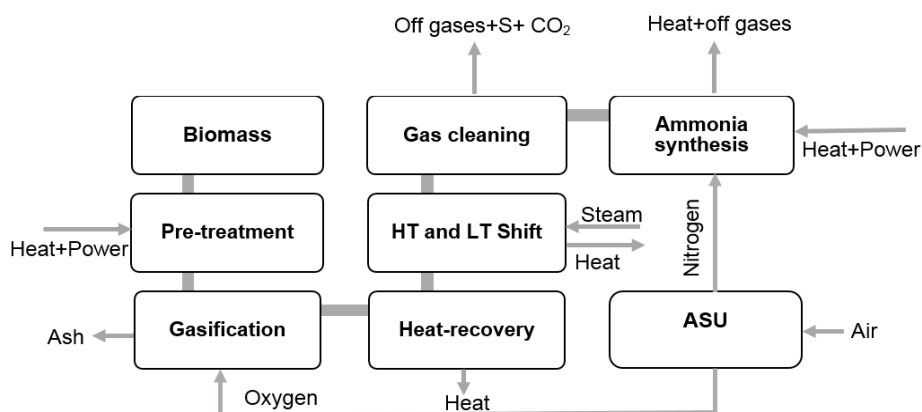 Off gases+S+ CO₂
Heat+off gases
Biomass
Gas cleaning
Ammonia
synthesis
Heat+Power
Pre-treatment
Heat+Power
HT and LT Shift
Steam
Heat
Nitrogen
Gasification
Ash
Heat-recovery
ASU
Air
Oxygen
Heat